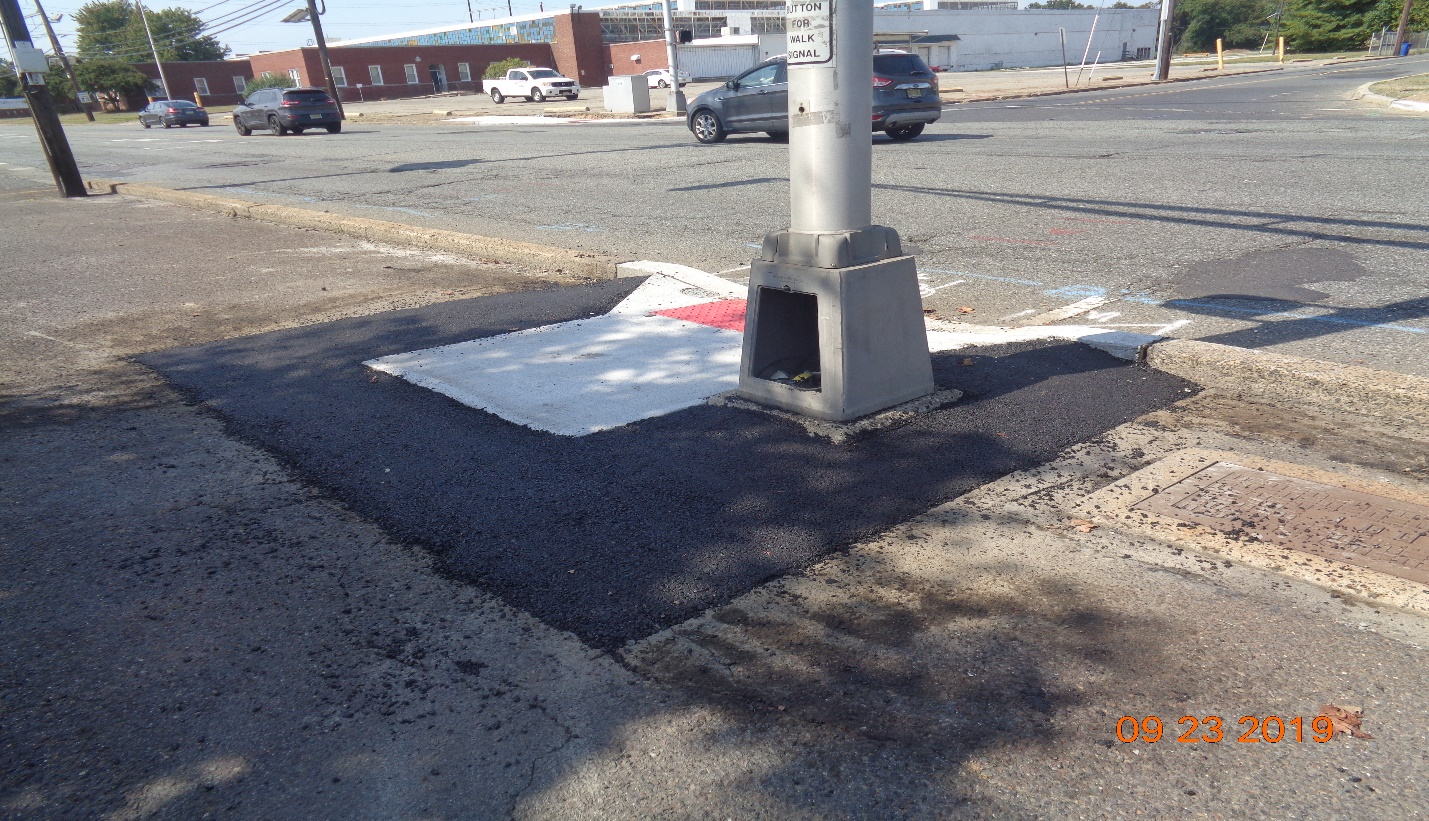 BUTTON
FOR
WALK
SIGNAL
09 23 2019